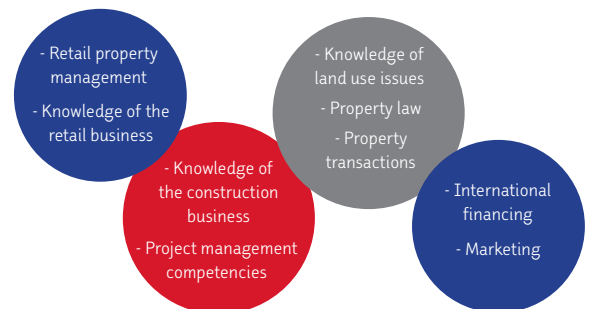 - Retail property
management
- Knowledge of the
retail business
- Knowledge of
the construction
business
- Project management
competencies
- Knowledge of
land use issues
- Property law
- Property
transactions
- International
financing
- Marketing